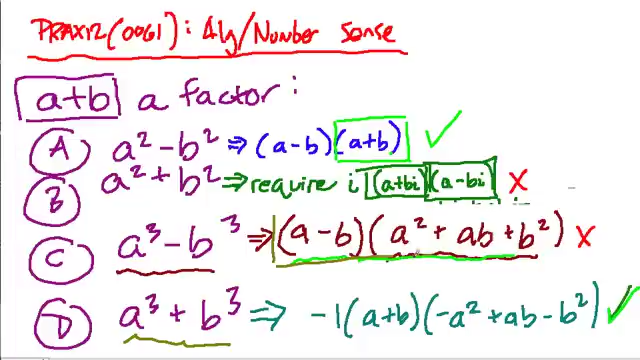 PRAXIS(0061): Alg/Number Sense
a+b a factor:
A a² - b² ⇒ (a-b)(a+b) ✓
B a² + b² ⇒ require i (a+bi)(a-bi) X
C a³ - b³ ⇒ (a-b)(a² + ab + b²) X
D a³ + b³ ⇒ -1(a+b)(-a² + ab - b²) ✓